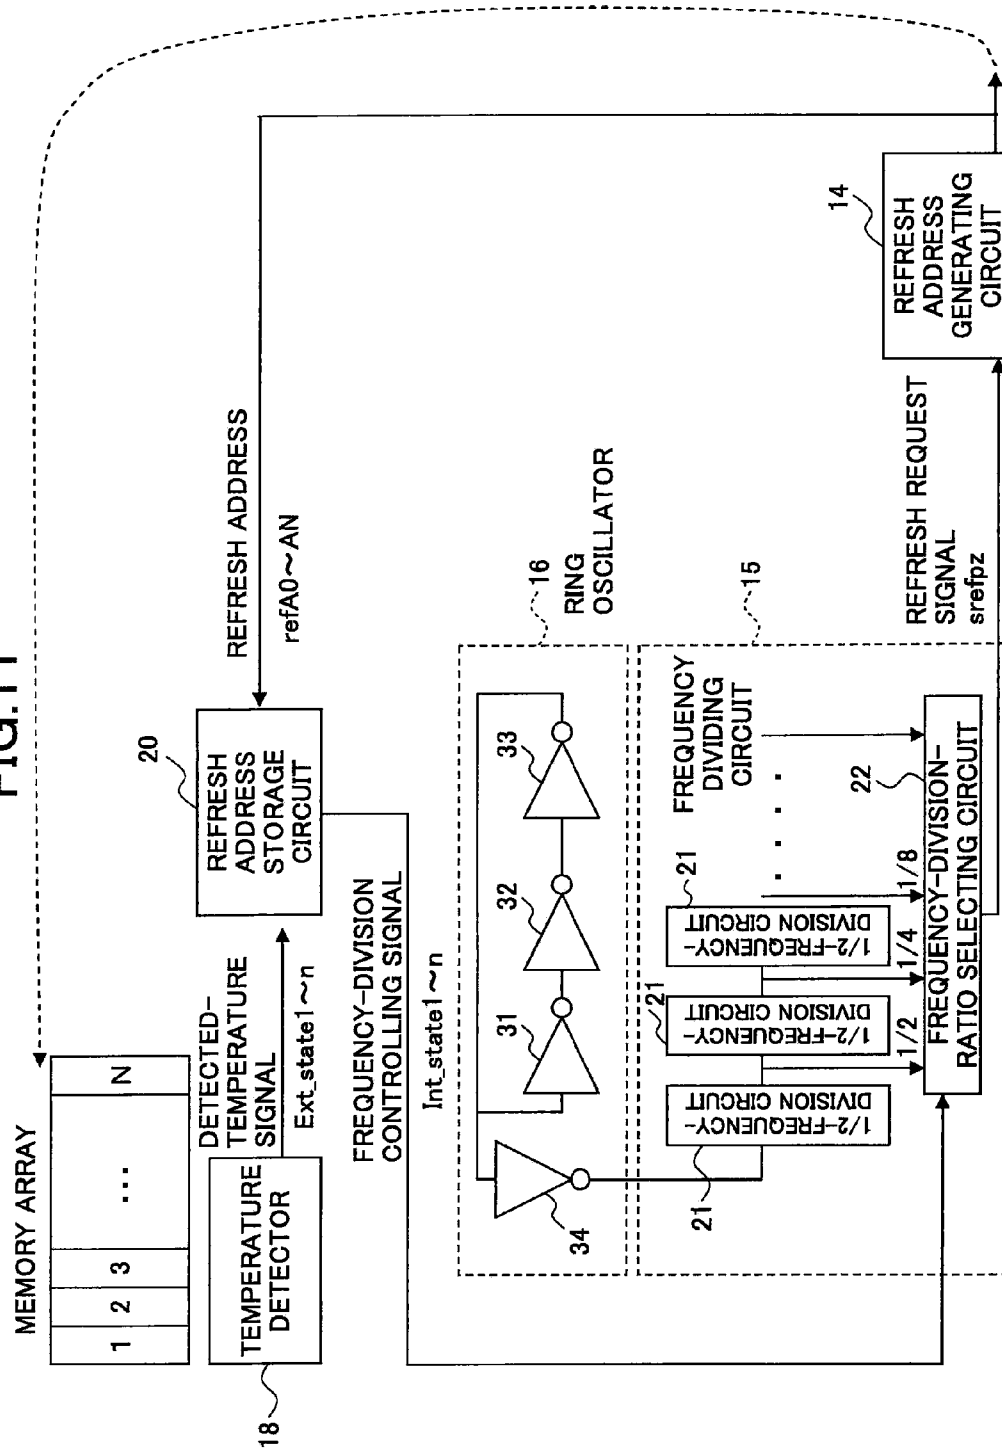 FIG.11
MEMORY ARRAY
1
2
3
...
N
18
TEMPERATURE
DETECTOR
DETECTED-
TEMPERATURE
SIGNAL
Ext_state1~n
20
REFRESH
ADDRESS
STORAGE
CIRCUIT
REFRESH ADDRESS
refA0~AN
FREQUENCY-DIVISION
CONTROLLING SIGNAL
Int_state1~n
34
31
32
33
16
RING
OSCILLATOR
21
1/2-FREQUENCY-
DIVISION CIRCUIT
21
1/2-FREQUENCY-
DIVISION CIRCUIT
21
1/2-FREQUENCY-
DIVISION CIRCUIT
FREQUENCY
DIVIDING
CIRCUIT
15
1/2
1/4
1/8
. . . .
22
FREQUENCY-DIVISION-
RATIO SELECTING CIRCUIT
REFRESH REQUEST
SIGNAL
srefpz
14
REFRESH
ADDRESS
GENERATING
CIRCUIT